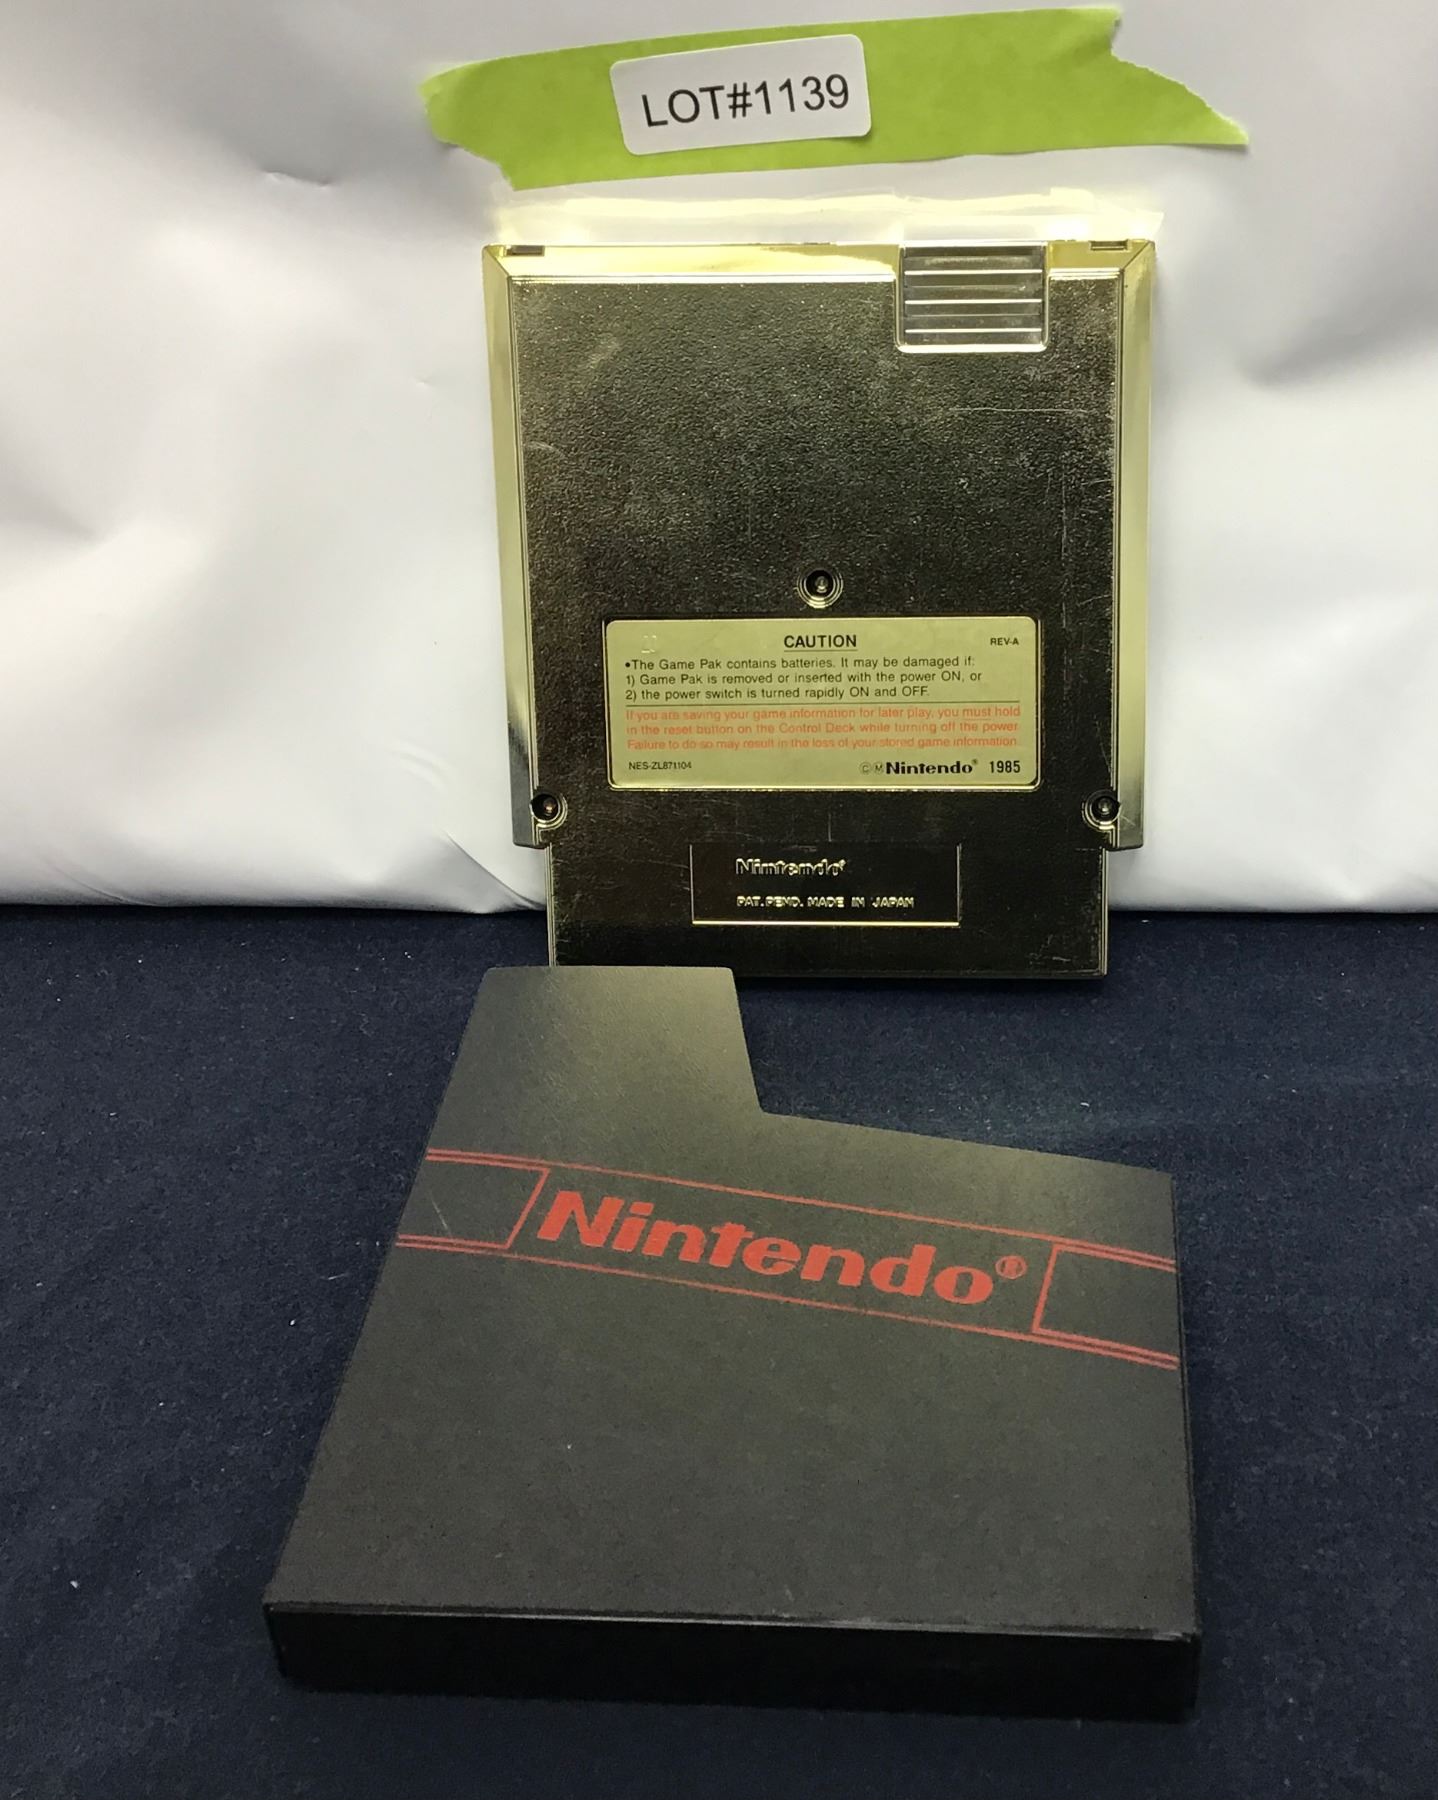 LOT#1139
CAUTION
REV-A
•The Game Pak contains batteries. It may be damaged if:
1) Game Pak is removed or inserted with the power ON, or
2) the power switch is turned rapidly ON and OFF.
If you are saving your game information for later play, you must hold
in the reset button on the Control Deck while turning off the power.
Failure to do so may result in the loss of your stored game information.
NES-ZL871104
©M Nintendo® 1985
Nintendo®
PAT. PEND. MADE IN JAPAN
Nintendo®